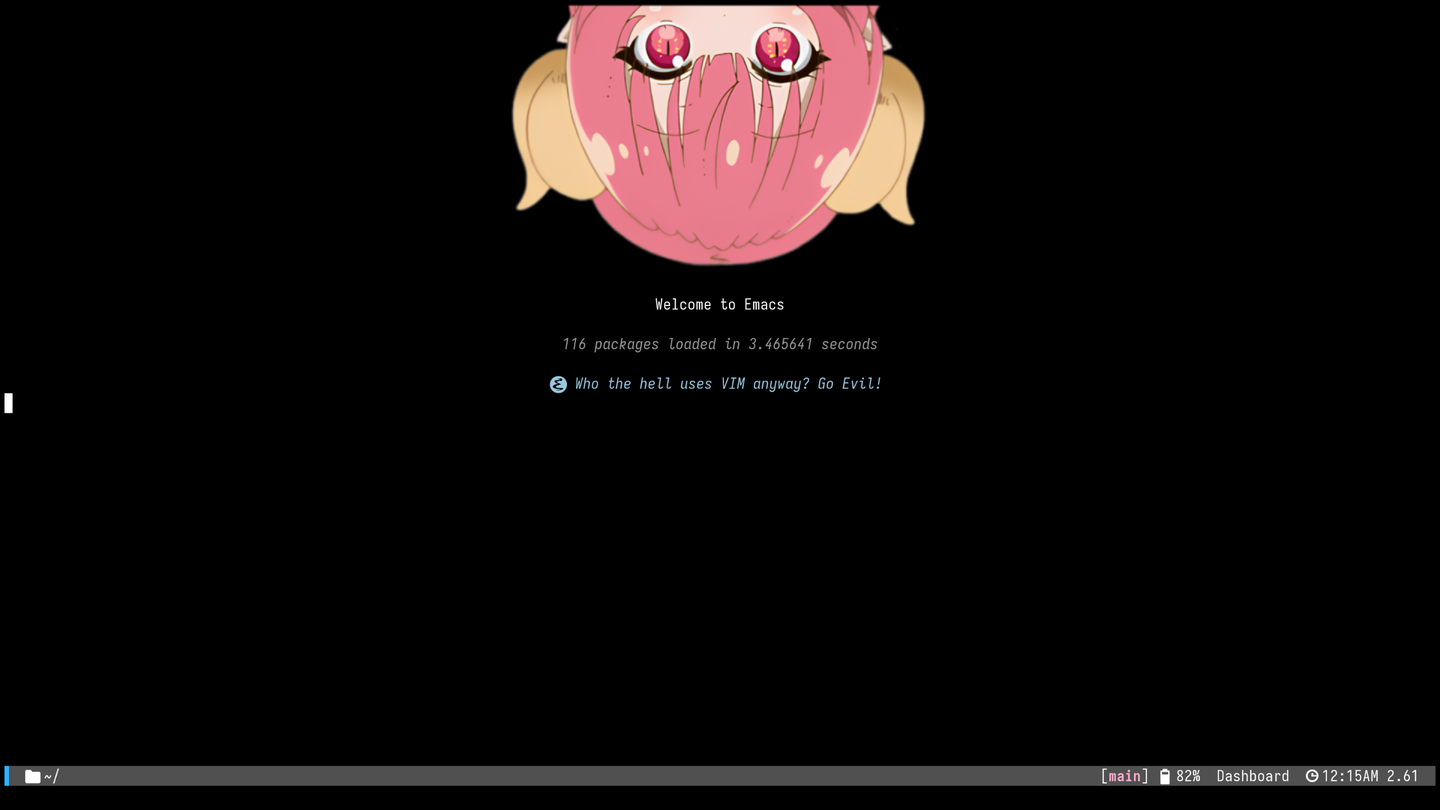 Welcome to Emacs
116 packages loaded in 3.465641 seconds
Who the hell uses VIM anyway? Go Evil!
~/ [main] 82% Dashboard 12:15AM 2.61